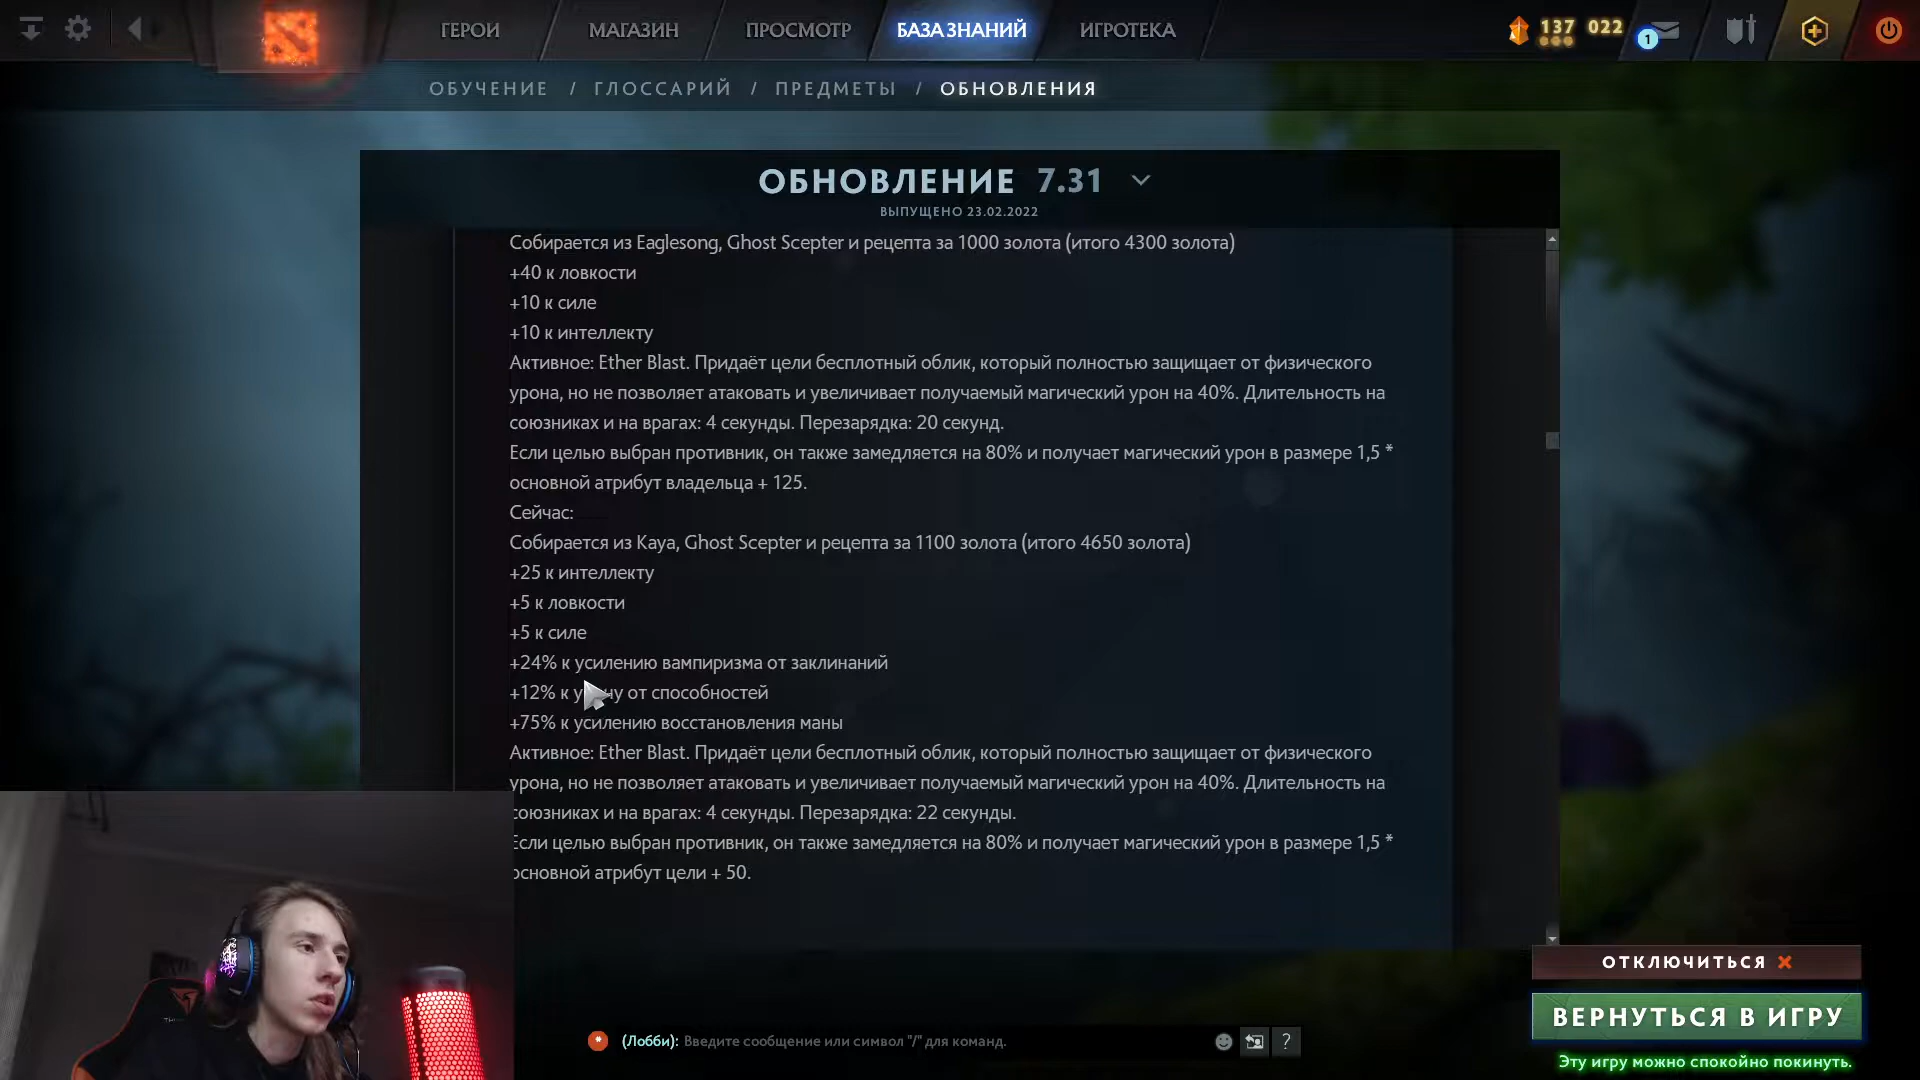 ГЕРОИ
МАГАЗИН
ПРОСМОТР
БАЗА ЗНАНИЙ
ИГРОТЕКА
137 022
1
ОБУЧЕНИЕ / ГЛОССАРИЙ / ПРЕДМЕТЫ / ОБНОВЛЕНИЯ
ОБНОВЛЕНИЕ 7.31
ВЫПУЩЕНО 23.02.2022
Собирается из Eaglesong, Ghost Scepter и рецепта за 1000 золота (итого 4300 золота)
+40 к ловкости
+10 к силе
+10 к интеллекту
Активное: Ether Blast. Придаёт цели бесплотный облик, который полностью защищает от физического
урона, но не позволяет атаковать и увеличивает получаемый магический урон на 40%. Длительность на
союзниках и на врагах: 4 секунды. Перезарядка: 20 секунд.
Если целью выбран противник, он также замедляется на 80% и получает магический урон в размере 1,5 *
основной атрибут владельца + 125.
Сейчас:
Собирается из Kaya, Ghost Scepter и рецепта за 1100 золота (итого 4650 золота)
+25 к интеллекту
+5 к ловкости
+5 к силе
+24% к усилению вампиризма от заклинаний
+12% к урону от способностей
+75% к усилению восстановления маны
Активное: Ether Blast. Придаёт цели бесплотный облик, который полностью защищает от физического
урона, но не позволяет атаковать и увеличивает получаемый магический урон на 40%. Длительность на
союзниках и на врагах: 4 секунды. Перезарядка: 22 секунды.
Если целью выбран противник, он также замедляется на 80% и получает магический урон в размере 1,5 *
основной атрибут цели + 50.
ОТКЛЮЧИТЬСЯ
ВЕРНУТЬСЯ В ИГРУ
(Лобби): Введите сообщение или символ "/" для команд.
?
Эту игру можно спокойно покинуть.